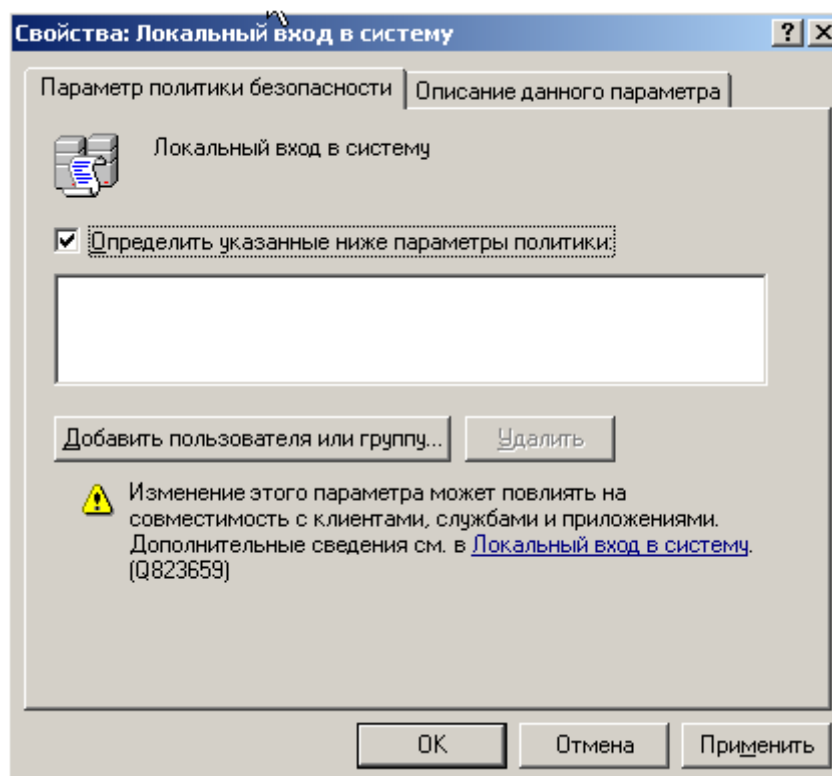 Свойства: Локальный вход в систему
Параметр политики безопасности
Описание данного параметра
Локальный вход в систему
Определить указанные ниже параметры политики:
Добавить пользователя или группу...
Удалить
Изменение этого параметра может повлиять на
совместимость с клиентами, службами и приложениями.
Дополнительные сведения см. в Локальный вход в систему.
(Q823659)
OK
Отмена
Применить